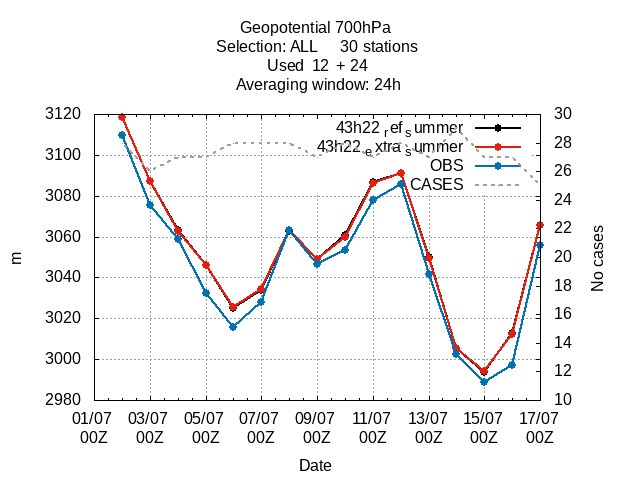 Geopotential 700hPa
Selection: ALL 30 stations
Used 12 + 24
Averaging window: 24h
3120
3100
3080
3060
3040
3020
3000
2980
m
30
28
26
24
22
20
18
16
14
12
10
No cases
43h22 ref summer
43h22 extra summer
OBS
CASES
01/07 03/07 05/07 07/07 09/07 11/07 13/07 15/07 17/07
00Z 00Z 00Z 00Z 00Z 00Z 00Z 00Z 00Z
Date